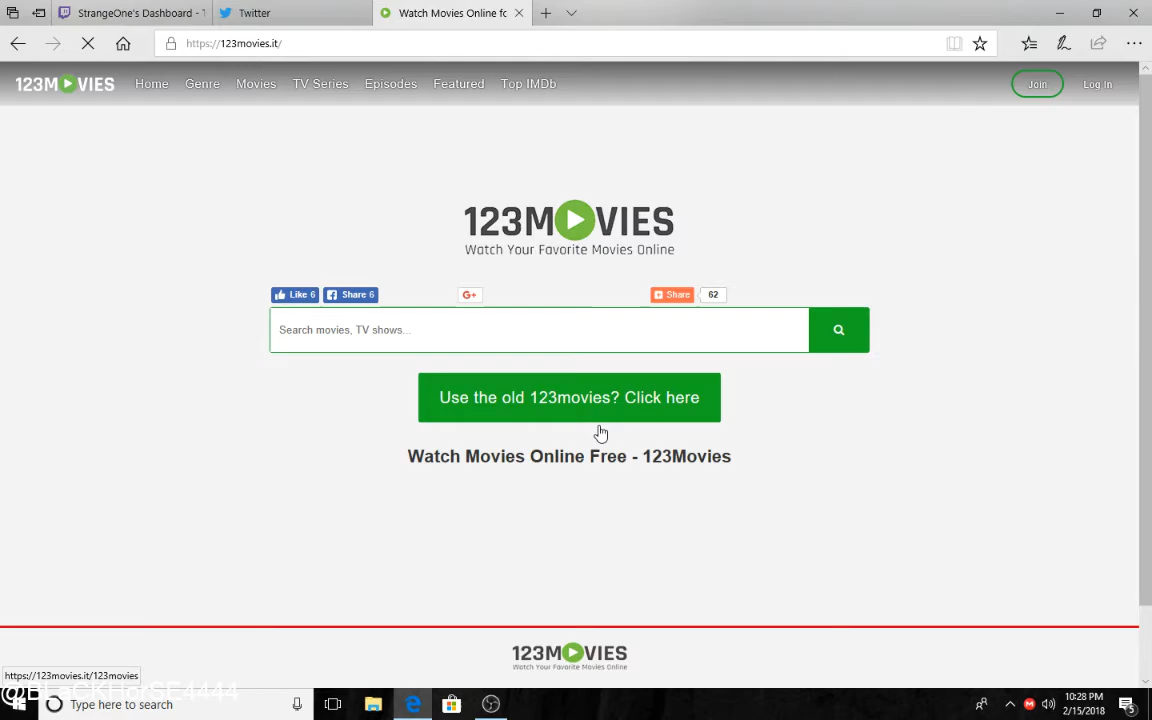 StrangeOne's Dashboard - T
Twitter
Watch Movies Online fo
https://123movies.it/
123MOVIES
Home
Genre
Movies
TV Series
Episodes
Featured
Top IMDb
Join
Log In
123MOVIES
Watch Your Favorite Movies Online
Like 6
Share 6
G+
Share
62
Search movies, TV shows...
Use the old 123movies? Click here
Watch Movies Online Free - 123Movies
123MOVIES
Watch Your Favorite Movies Online
https://123movies.it/123movies
@BLaCKHorSE4444
Type here to search
10:28 PM
2/15/2018
5